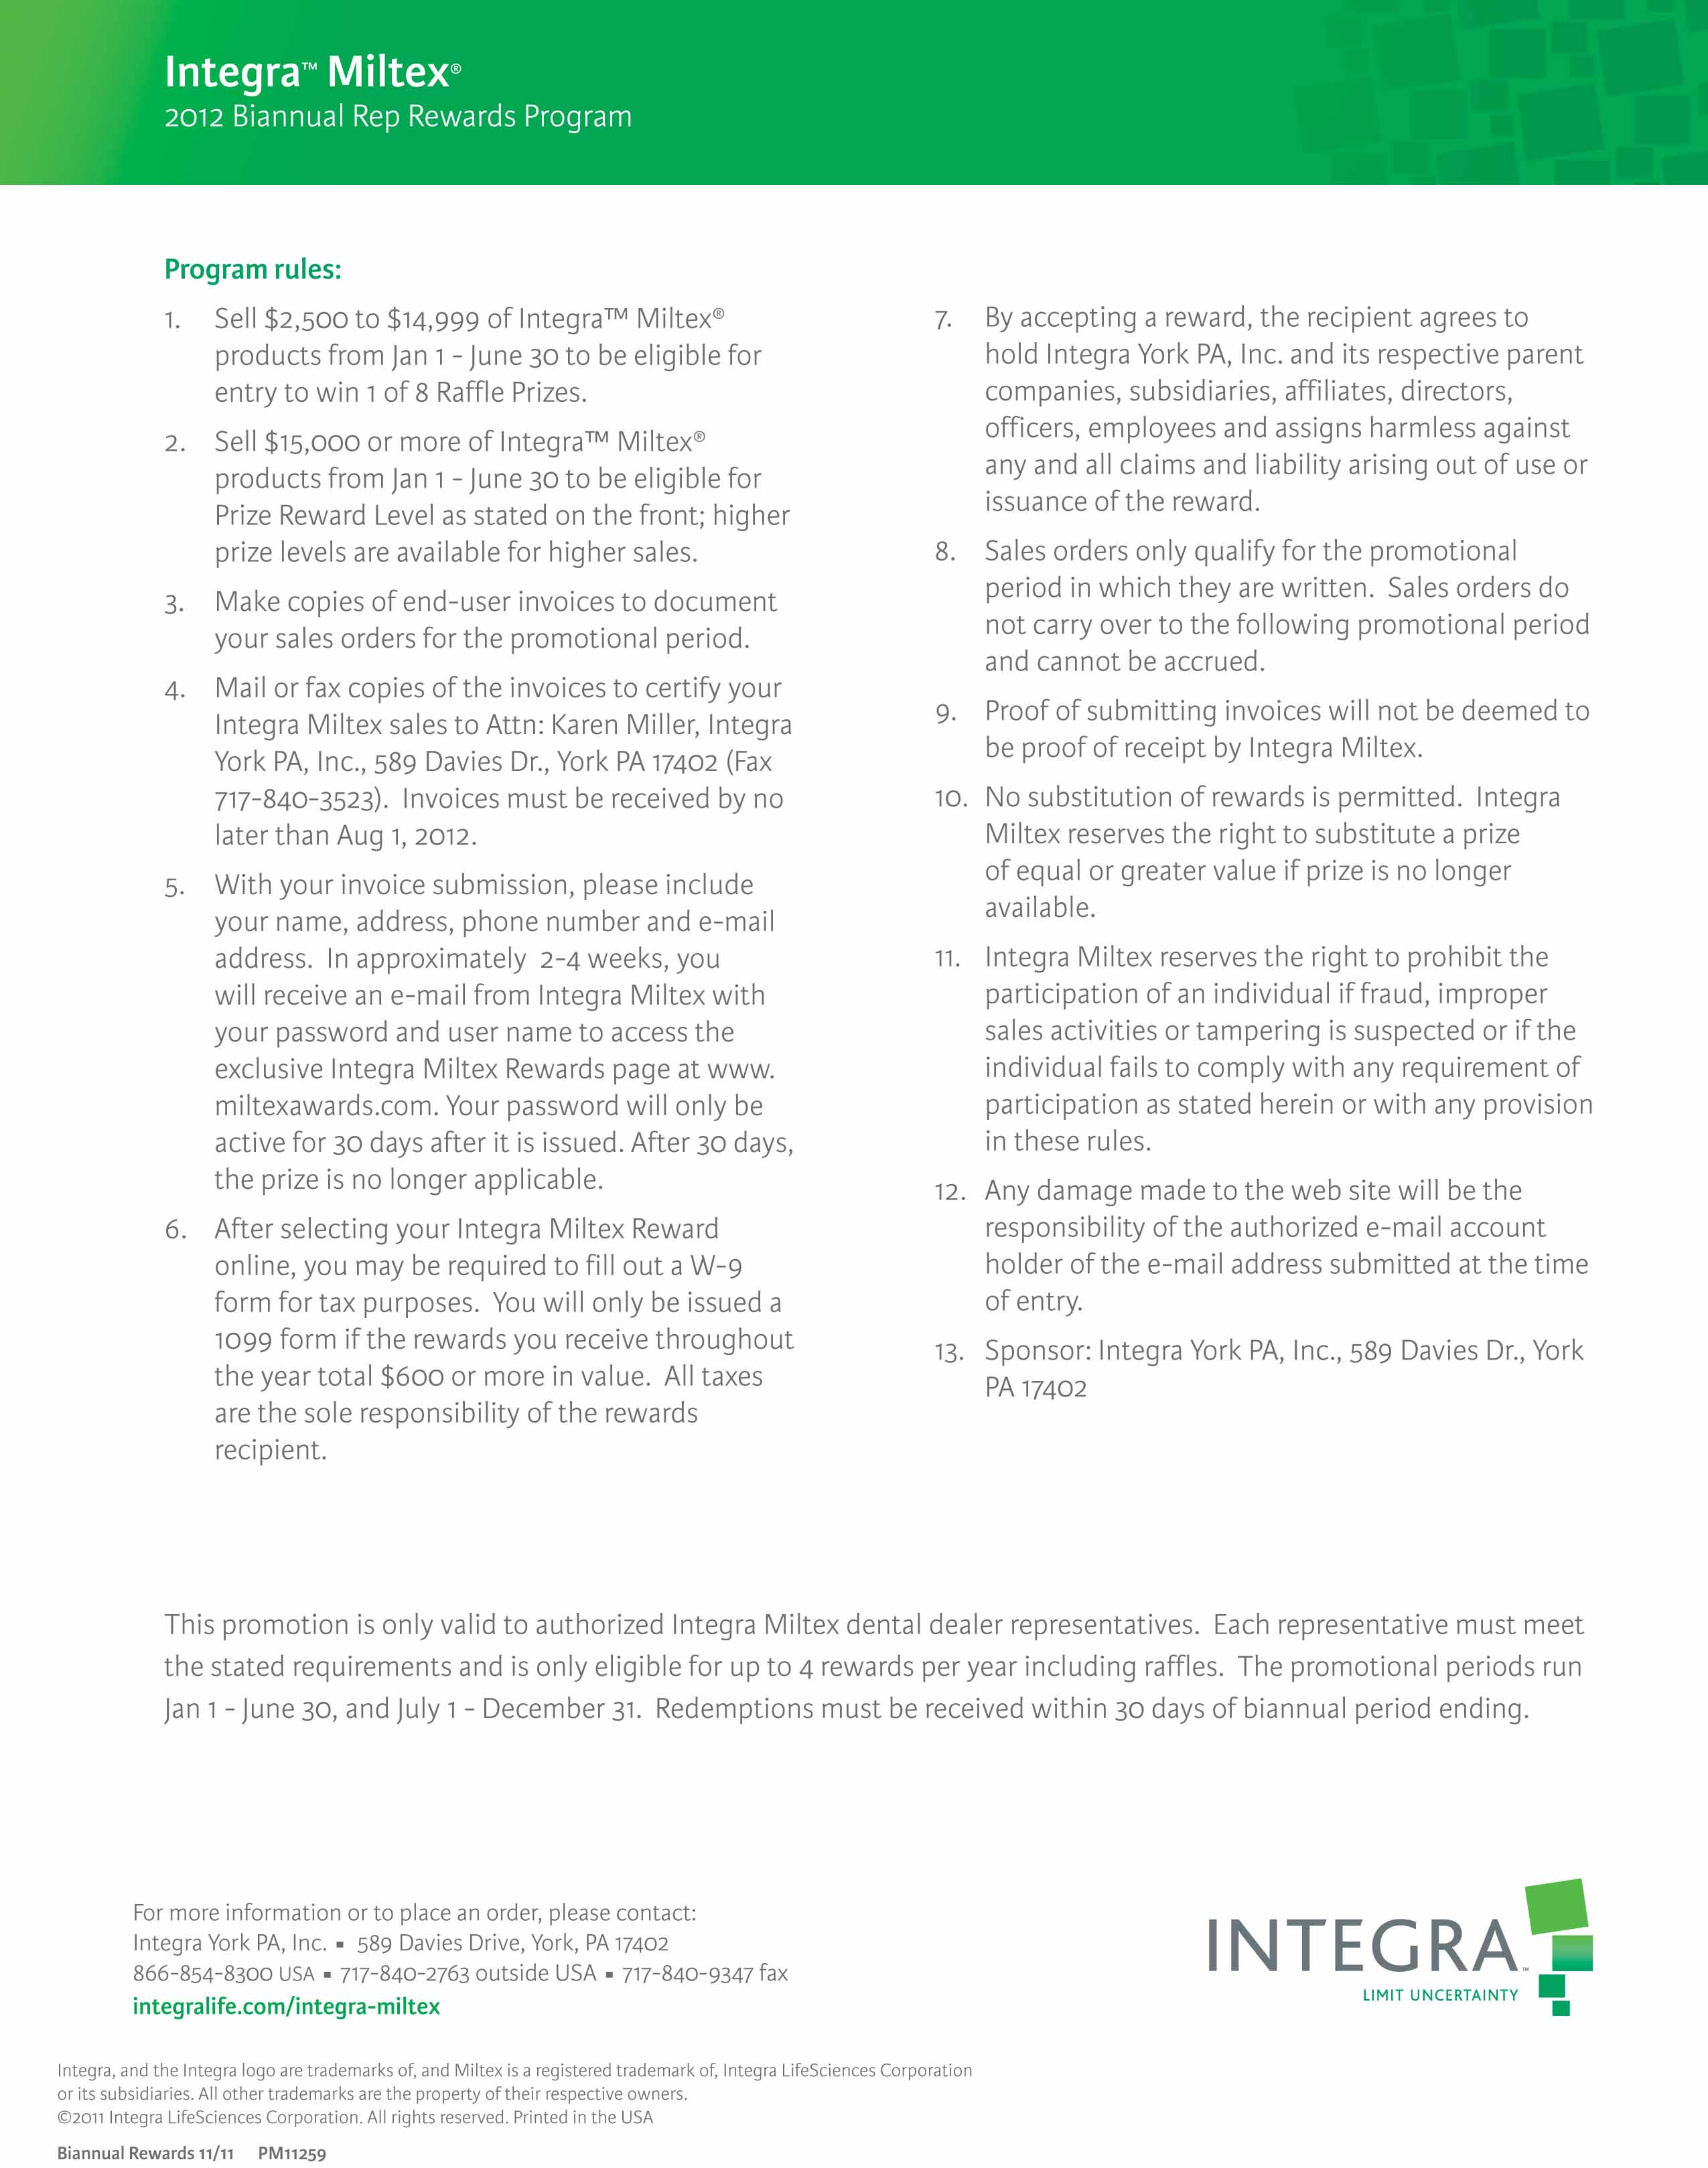 Integra™ Miltex®
2012 Biannual Rep Rewards Program
Program rules:
1. Sell $2,500 to $14,999 of Integra™ Miltex®
products from Jan 1 - June 30 to be eligible for
entry to win 1 of 8 Raffle Prizes.
2. Sell $15,000 or more of Integra™ Miltex®
products from Jan 1 - June 30 to be eligible for
Prize Reward Level as stated on the front; higher
prize levels are available for higher sales.
3. Make copies of end-user invoices to document
your sales orders for the promotional period.
4. Mail or fax copies of the invoices to certify your
Integra Miltex sales to Attn: Karen Miller, Integra
York PA, Inc., 589 Davies Dr., York PA 17402 (Fax
717-840-3523). Invoices must be received by no
later than Aug 1, 2012.
5. With your invoice submission, please include
your name, address, phone number and e-mail
address. In approximately 2-4 weeks, you
will receive an e-mail from Integra Miltex with
your password and user name to access the
exclusive Integra Miltex Rewards page at www.
miltexawards.com. Your password will only be
active for 30 days after it is issued. After 30 days,
the prize is no longer applicable.
6. After selecting your Integra Miltex Reward
online, you may be required to fill out a W-9
form for tax purposes. You will only be issued a
1099 form if the rewards you receive throughout
the year total $600 or more in value. All taxes
are the sole responsibility of the rewards
recipient.
7. By accepting a reward, the recipient agrees to
hold Integra York PA, Inc. and its respective parent
companies, subsidiaries, affiliates, directors,
officers, employees and assigns harmless against
any and all claims and liability arising out of use or
issuance of the reward.
8. Sales orders only qualify for the promotional
period in which they are written. Sales orders do
not carry over to the following promotional period
and cannot be accrued.
9. Proof of submitting invoices will not be deemed to
be proof of receipt by Integra Miltex.
10. No substitution of rewards is permitted. Integra
Miltex reserves the right to substitute a prize
of equal or greater value if prize is no longer
available.
11. Integra Miltex reserves the right to prohibit the
participation of an individual if fraud, improper
sales activities or tampering is suspected or if the
individual fails to comply with any requirement of
participation as stated herein or with any provision
in these rules.
12. Any damage made to the web site will be the
responsibility of the authorized e-mail account
holder of the e-mail address submitted at the time
of entry.
13. Sponsor: Integra York PA, Inc., 589 Davies Dr., York
PA 17402
This promotion is only valid to authorized Integra Miltex dental dealer representatives. Each representative must meet
the stated requirements and is only eligible for up to 4 rewards per year including raffles. The promotional periods run
Jan 1 - June 30, and July 1 - December 31. Redemptions must be received within 30 days of biannual period ending.
For more information or to place an order, please contact:
Integra York PA, Inc. ▪ 589 Davies Drive, York, PA 17402
866-854-8300 USA ▪ 717-840-2763 outside USA ▪ 717-840-9347 fax
integralife.com/integra-miltex
INTEGRA™
LIMIT UNCERTAINTY
Integra, and the Integra logo are trademarks of, and Miltex is a registered trademark of, Integra LifeSciences Corporation
or its subsidiaries. All other trademarks are the property of their respective owners.
©2011 Integra LifeSciences Corporation. All rights reserved. Printed in the USA
Biannual Rewards 11/11 PM11259